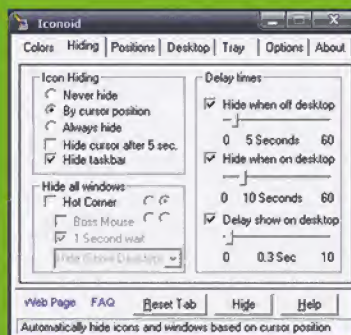 Iconoid
Colors Hiding Positions Desktop Tray Options About
Icon Hiding
Never hide
By cursor position
Always hide
Hide cursor after 5 sec.
Hide taskbar
Hide all windows
Hot Corner
Boss Mouse
1 Second wait
Hide (Show Desktop)
Delay times
Hide when off desktop
0 5 Seconds 60
Hide when on desktop
0 10 Seconds 60
Delay show on desktop
0 0.3 Sec 10
Web Page FAQ Reset Tab Hide Help
Automatically hide icons and windows based on cursor position